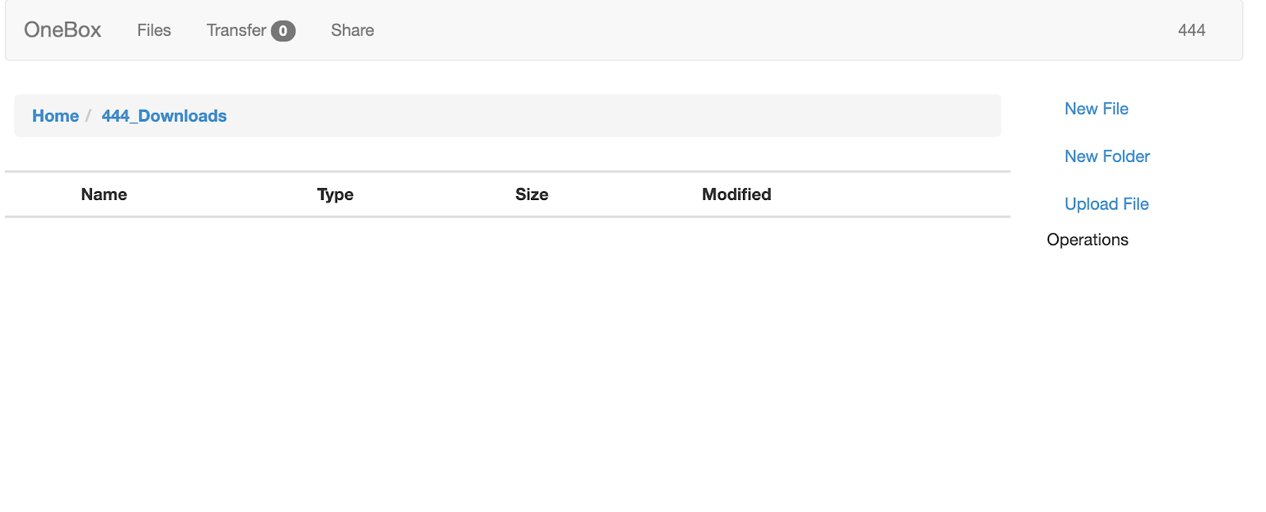 OneBox Files Transfer 0 Share 444
Home / 444_Downloads
New File
New Folder
Name Type Size Modified
Upload File
Operations